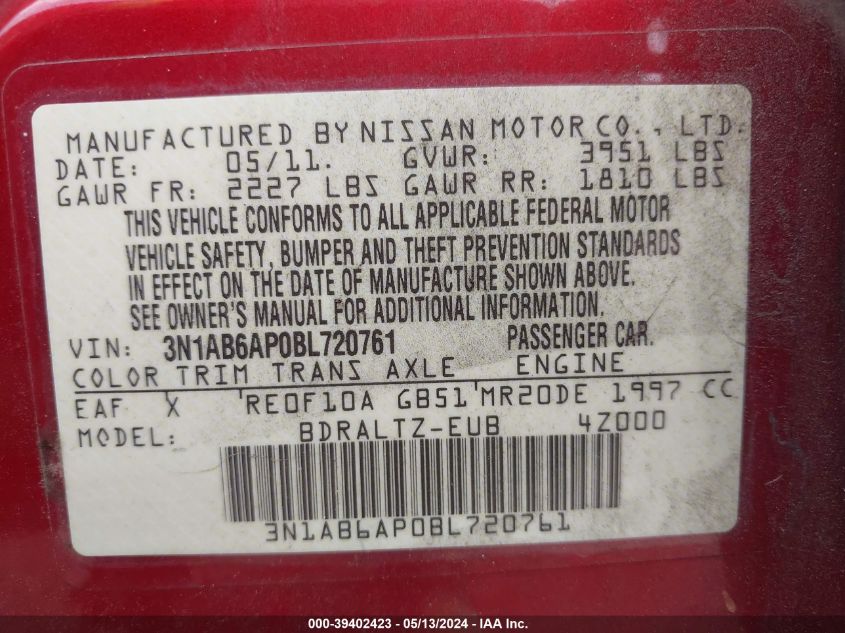 MANUFACTURED BY NISSAN MOTOR CO., LTD.
DATE: 05/11. GVWR: 3951 LBS
GAWR FR: 2227 LBS GAWR RR: 1810 LBS
THIS VEHICLE CONFORMS TO ALL APPLICABLE FEDERAL MOTOR
VEHICLE SAFETY, BUMPER AND THEFT PREVENTION STANDARDS
IN EFFECT ON THE DATE OF MANUFACTURE SHOWN ABOVE.
SEE OWNER'S MANUAL FOR ADDITIONAL INFORMATION.
VIN: 3N1AB6AP0BL720761 PASSENGER CAR.
COLOR TRIM TRANS AXLE ENGINE
EAF X RE0F10A GB51 MR20DE 1997 CC
MODEL: BDRALTZ-EUB 4Z000
3N1AB6AP0BL720761
000-39402423 - 05/13/2024 - IAA Inc.